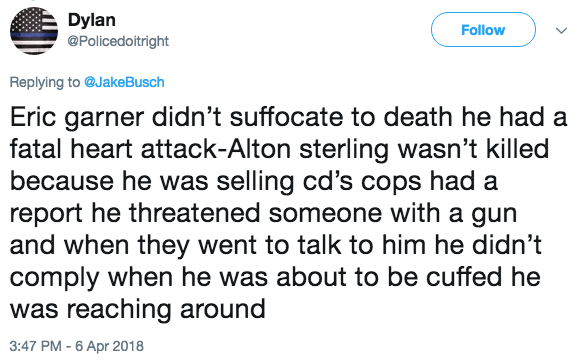 Dylan
@Policedoitright
Follow
Replying to @JakeBusch
Eric garner didn’t suffocate to death he had a
fatal heart attack-Alton sterling wasn’t killed
because he was selling cd’s cops had a
report he threatened someone with a gun
and when they went to talk to him he didn’t
comply when he was about to be cuffed he
was reaching around
3:47 PM - 6 Apr 2018